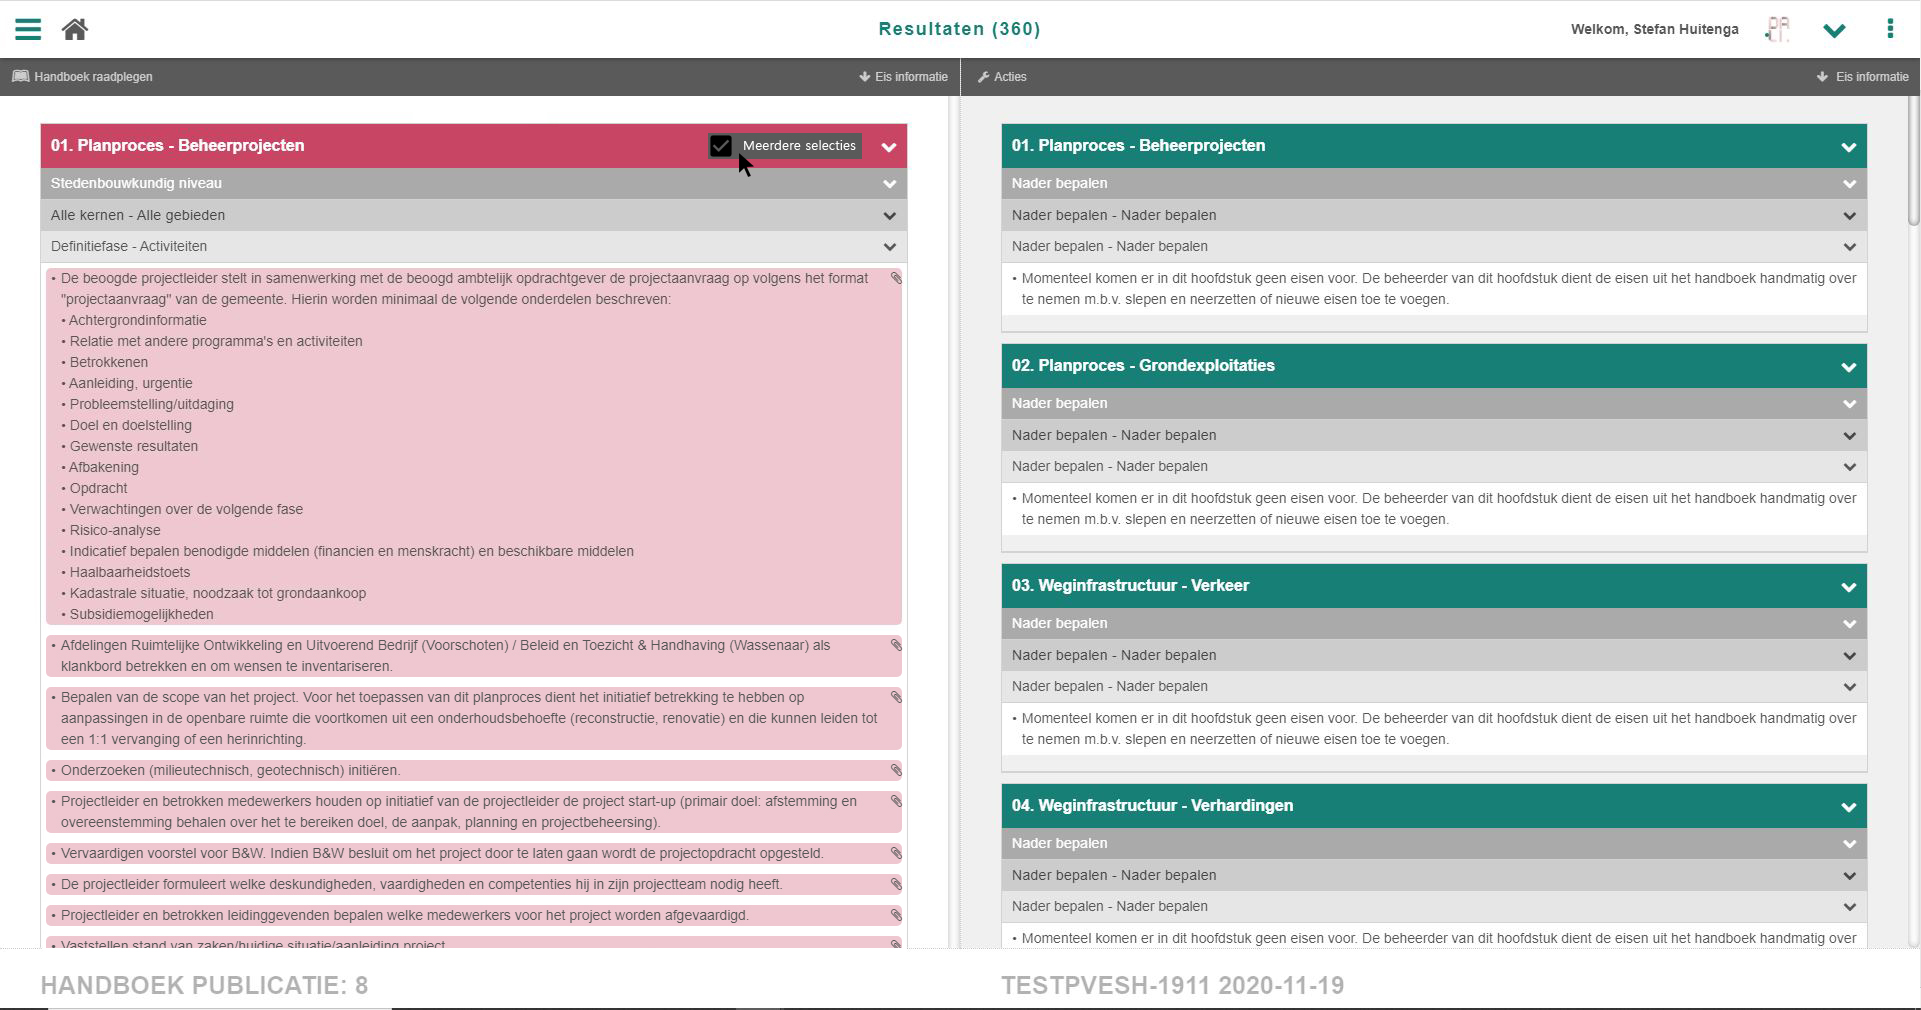 Resultaten (360)
Welkom, Stefan Huitenga
Handboek raadplegen
Eis informatie
Acties
Eis informatie
01. Planproces - Beheerprojecten
Meerdere selecties
Stedenbouwkundig niveau
Alle kernen - Alle gebieden
Definitiefase - Activiteiten
• De beoogde projectleider stelt in samenwerking met de beoogd ambtelijk opdrachtgever de projectaanvraag op volgens het format
"projectaanvraag" van de gemeente. Hierin worden minimaal de volgende onderdelen beschreven:
• Achtergrondinformatie
• Relatie met andere programma's en activiteiten
• Betrokkenen
• Aanleiding, urgentie
• Probleemstelling/uitdaging
• Doel en doelstelling
• Gewenste resultaten
• Afbakening
• Opdracht
• Verwachtingen over de volgende fase
• Risico-analyse
• Indicatief bepalen benodigde middelen (financien en menskracht) en beschikbare middelen
• Haalbaarheidstoets
• Kadastrale situatie, noodzaak tot grondaankoop
• Subsidiemogelijkheden
• Afdelingen Ruimtelijke Ontwikkeling en Uitvoerend Bedrijf (Voorschoten) / Beleid en Toezicht & Handhaving (Wassenaar) als
klankbord betrekken en om wensen te inventariseren.
• Bepalen van de scope van het project. Voor het toepassen van dit planproces dient het initiatief betrekking te hebben op
aanpassingen in de openbare ruimte die voortkomen uit een onderhoudsbehoefte (reconstructie, renovatie) en die kunnen leiden tot
een 1:1 vervanging of een herinrichting.
• Onderzoeken (milieutechnisch, geotechnisch) initiëren.
• Projectleider en betrokken medewerkers houden op initiatief van de projectleider de project start-up (primair doel: afstemming en
overeenstemming behalen over het te bereiken doel, de aanpak, planning en projectbeheersing).
• Vervaardigen voorstel voor B&W. Indien B&W besluit om het project door te laten gaan wordt de projectopdracht opgesteld.
• De projectleider formuleert welke deskundigheden, vaardigheden en competenties hij in zijn projectteam nodig heeft.
• Projectleider en betrokken leidinggevenden bepalen welke medewerkers voor het project worden afgevaardigd.
• Vaststellen stand van zaken/huidige situatie/aanleiding project
01. Planproces - Beheerprojecten
Nader bepalen
Nader bepalen - Nader bepalen
Nader bepalen - Nader bepalen
• Momenteel komen er in dit hoofdstuk geen eisen voor. De beheerder van dit hoofdstuk dient de eisen uit het handboek handmatig over
te nemen m.b.v. slepen en neerzetten of nieuwe eisen toe te voegen.
02. Planproces - Grondexploitaties
Nader bepalen
Nader bepalen - Nader bepalen
Nader bepalen - Nader bepalen
• Momenteel komen er in dit hoofdstuk geen eisen voor. De beheerder van dit hoofdstuk dient de eisen uit het handboek handmatig over
te nemen m.b.v. slepen en neerzetten of nieuwe eisen toe te voegen.
03. Weginfrastructuur - Verkeer
Nader bepalen
Nader bepalen - Nader bepalen
Nader bepalen - Nader bepalen
• Momenteel komen er in dit hoofdstuk geen eisen voor. De beheerder van dit hoofdstuk dient de eisen uit het handboek handmatig over
te nemen m.b.v. slepen en neerzetten of nieuwe eisen toe te voegen.
04. Weginfrastructuur - Verhardingen
Nader bepalen
Nader bepalen - Nader bepalen
Nader bepalen - Nader bepalen
• Momenteel komen er in dit hoofdstuk geen eisen voor. De beheerder van dit hoofdstuk dient de eisen uit het handboek handmatig over
HANDBOEK PUBLICATIE: 8
TESTPVESH-1911 2020-11-19